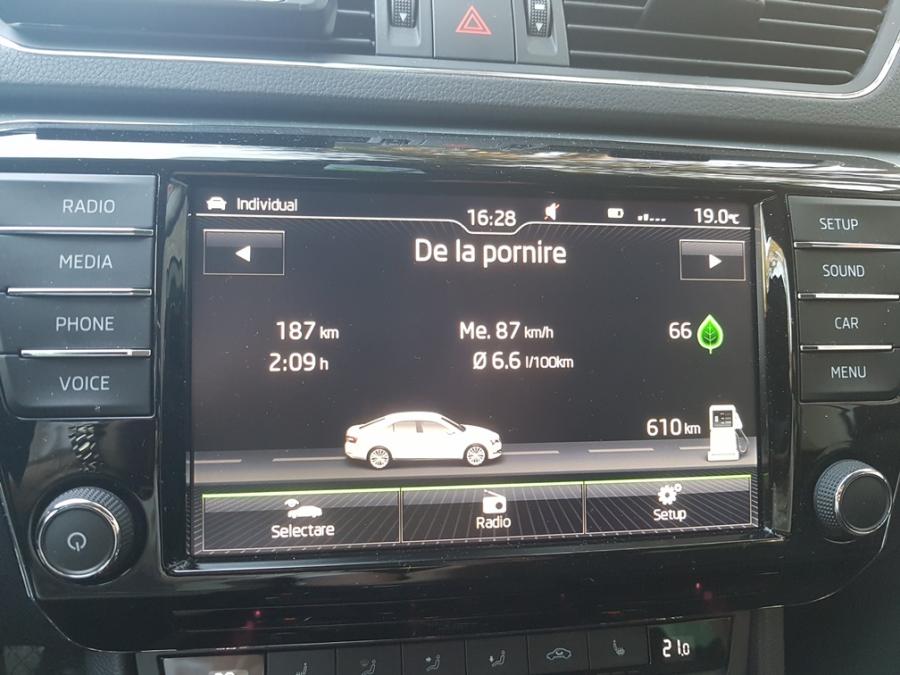 RADIO
MEDIA
PHONE
VOICE
Individual
16:28
19.0°C
De la pornire
187 km
Me. 87 km/h
66
2:09 h
Ø 6.6 l/100km
610 km
Selectare
Radio
Setup
SETUP
SOUND
CAR
MENU
21.0